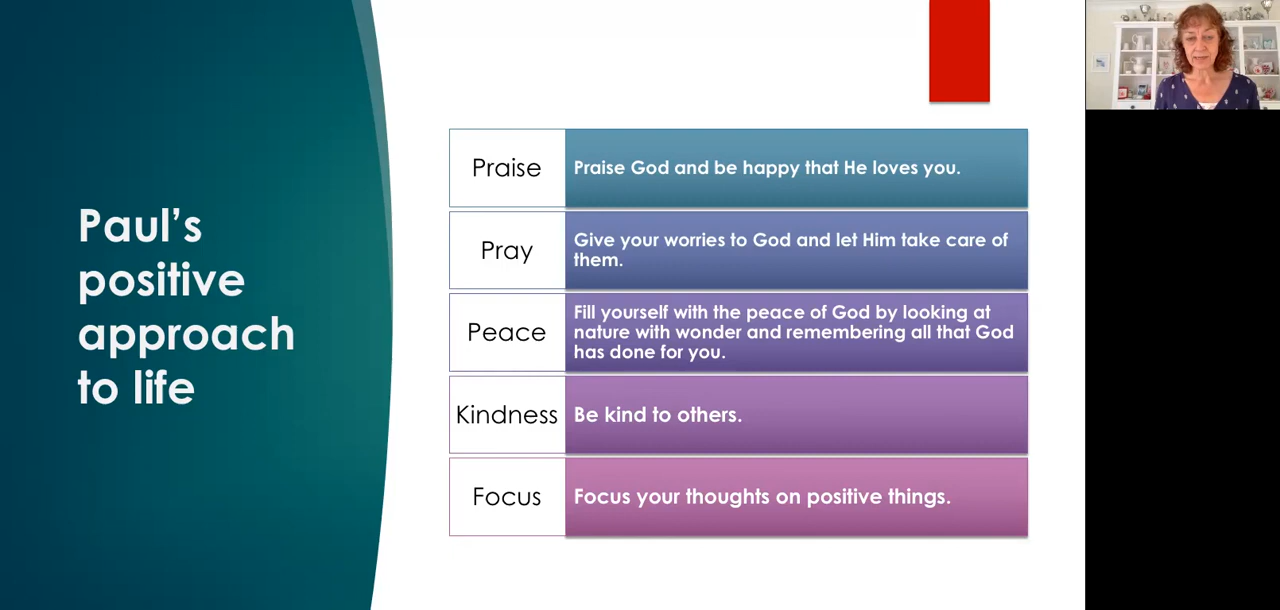 Paul's
positive
approach
to life
Praise
Praise God and be happy that He loves you.
Pray
Give your worries to God and let Him take care of
them.
Peace
Fill yourself with the peace of God by looking at
nature with wonder and remembering all that God
has done for you.
Kindness
Be kind to others.
Focus
Focus your thoughts on positive things.